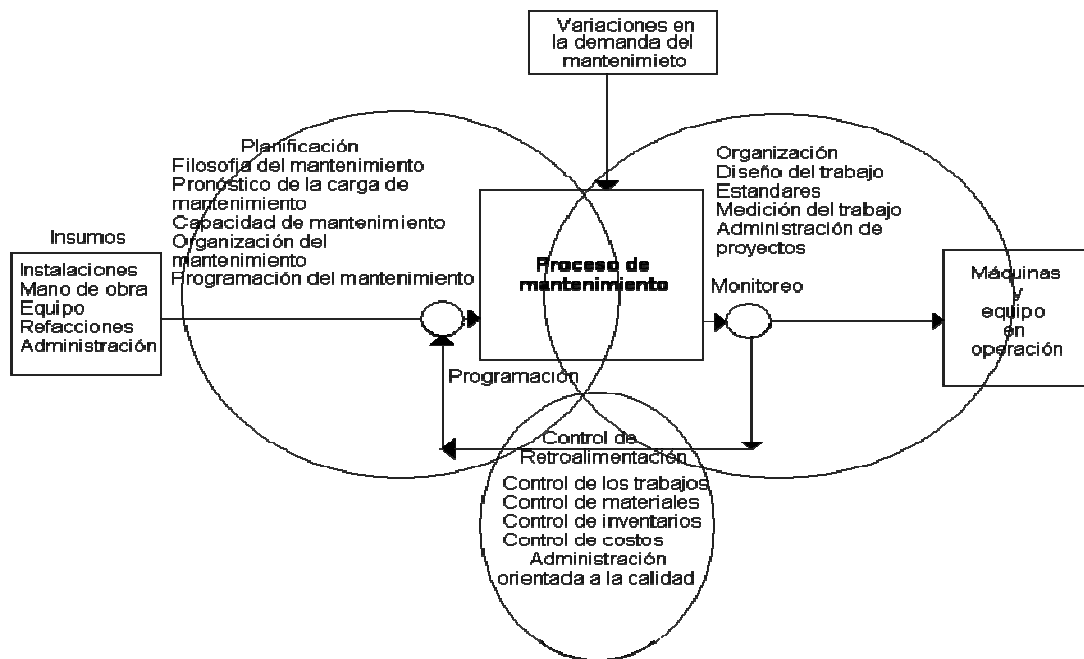 Variaciones en
la demanda del
mantenimieto
Planificación
Filosofia del mantenimiento
Pronóstico de la carga de
mantenimiento
Capacidad de mantenimiento
Organización del
mantenimiento
Programación del mantenimiento
Insumos
Instalaciones
Mano de obra
Equipo
Refacciones
Administración
Proceso de
mantenimiento
Organización
Diseño del trabajo
Estandares
Medición del trabajo
Administración de
proyectos
Monitoreo
Máquinas
y
equipo
en
operación
Programación
Control de
Retroalimentación
Control de los trabajos
Control de materiales
Control de inventarios
Control de costos
Administración
orientada a la calidad